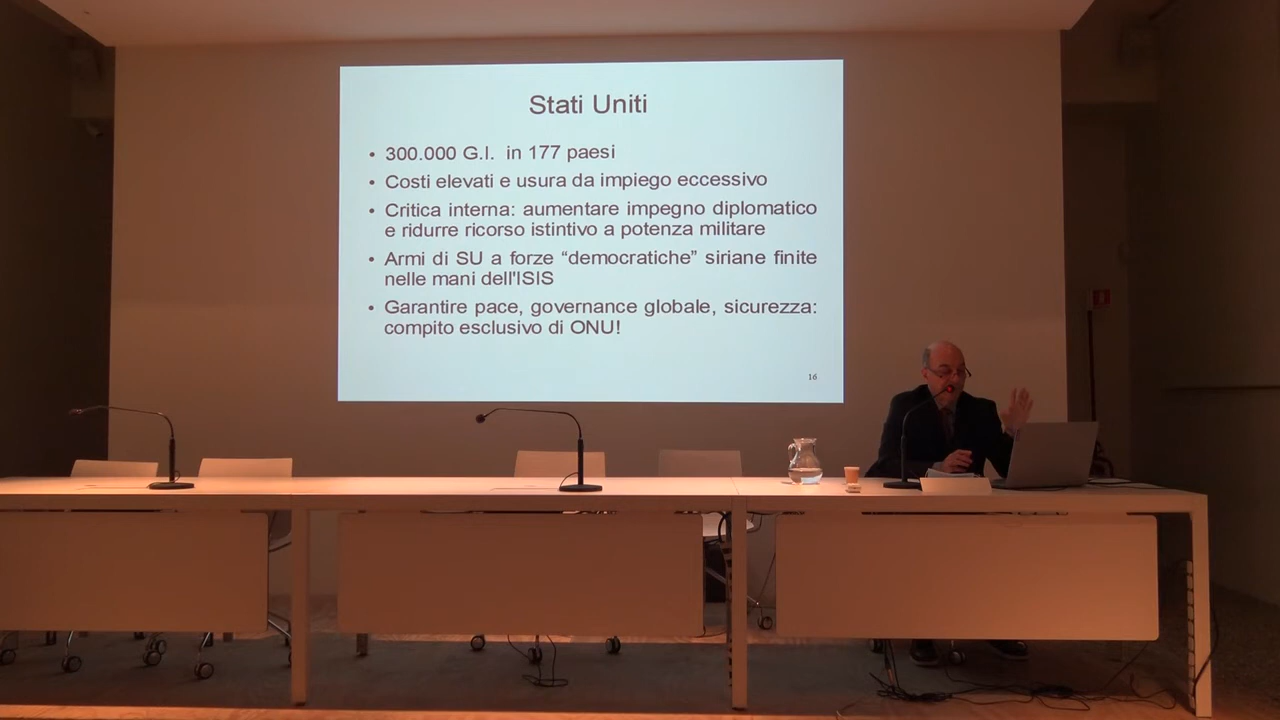 Stati Uniti
• 300.000 G.I. in 177 paesi
• Costi elevati e usura da impiego eccessivo
• Critica interna: aumentare impegno diplomatico
e ridurre ricorso istintivo a potenza militare
• Armi di SU a forze “democratiche” siriane finite
nelle mani dell'ISIS
• Garantire pace, governance globale, sicurezza:
compito esclusivo di ONU!
16